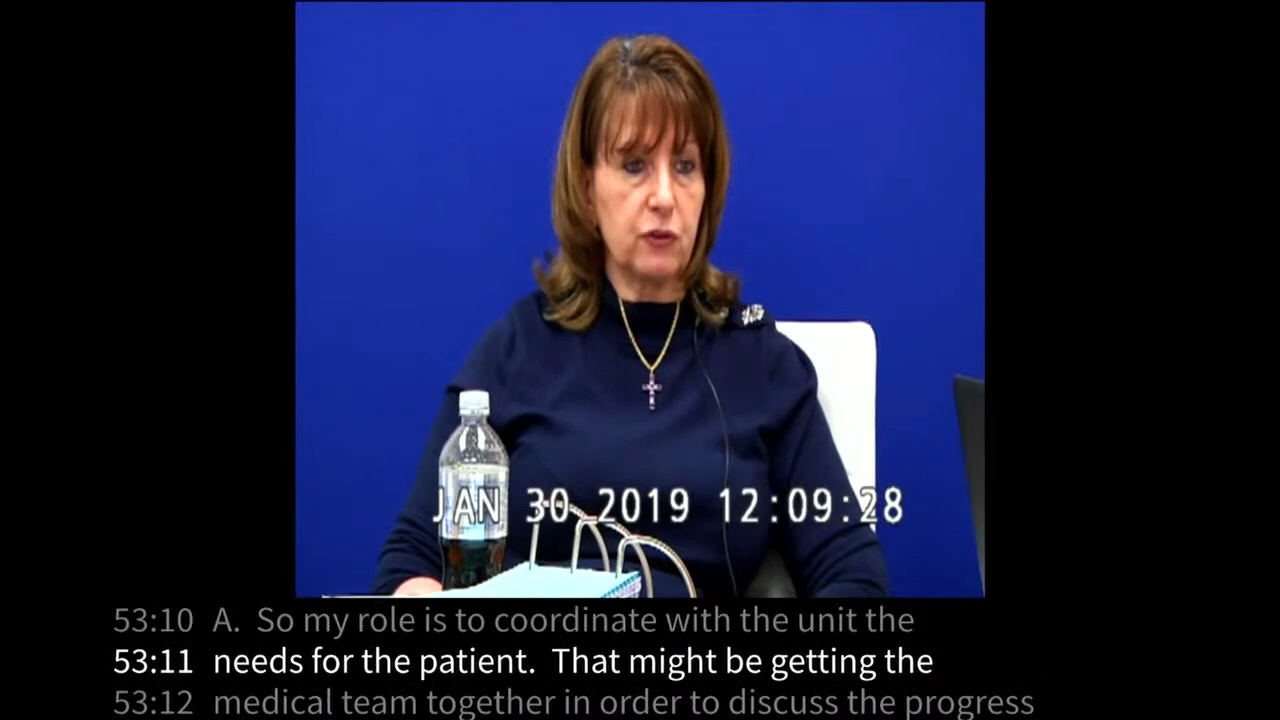 JAN 30 2019 12:09:28
53:10 A. So my role is to coordinate with the unit the
53:11 needs for the patient. That might be getting the
53:12 medical team together in order to discuss the progress